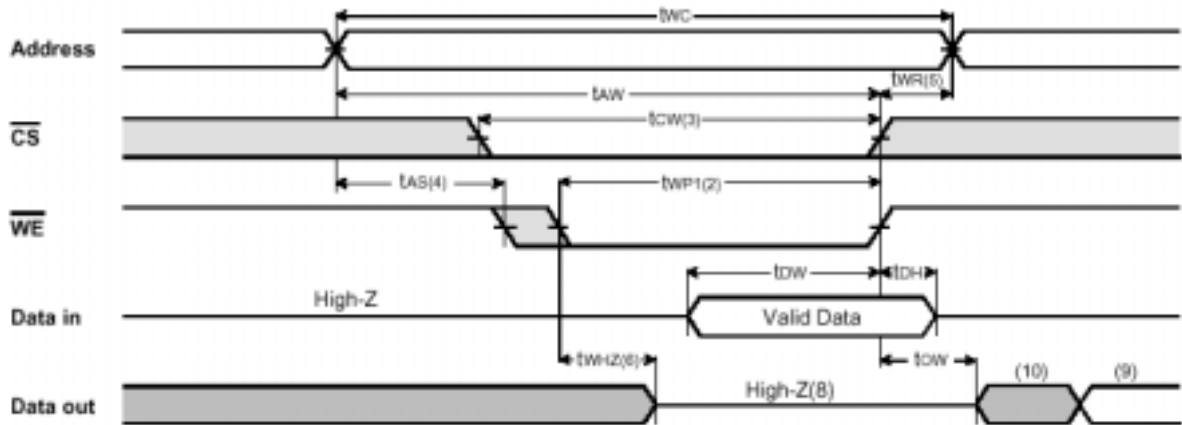 tWC
Address
tWR(5)
tAW
tCW(3)
CS
tAS(4)
tWP1(2)
WE
tDW
tDH
High-Z
Data in
Valid Data
tWHZ(6)
tOW
High-Z(8)
(10)
(9)
Data out